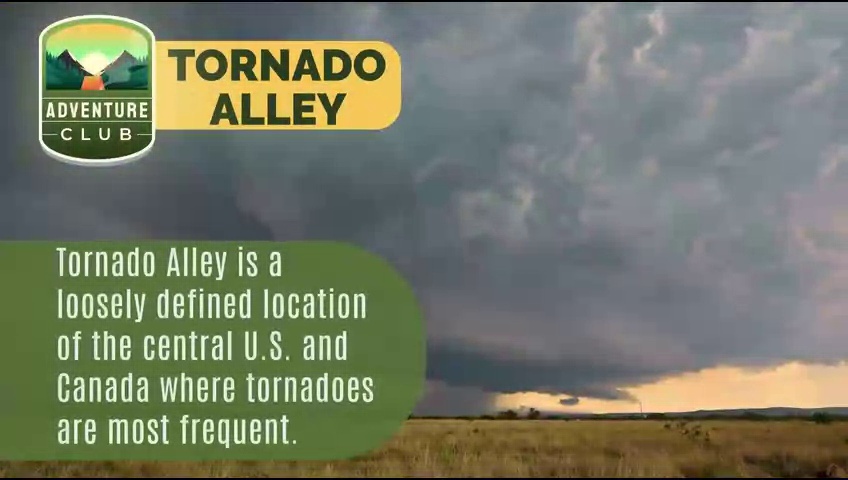 ADVENTURE
CLUB
TORNADO
ALLEY
Tornado Alley is a
loosely defined location
of the central U.S. and
Canada where tornadoes
are most frequent.